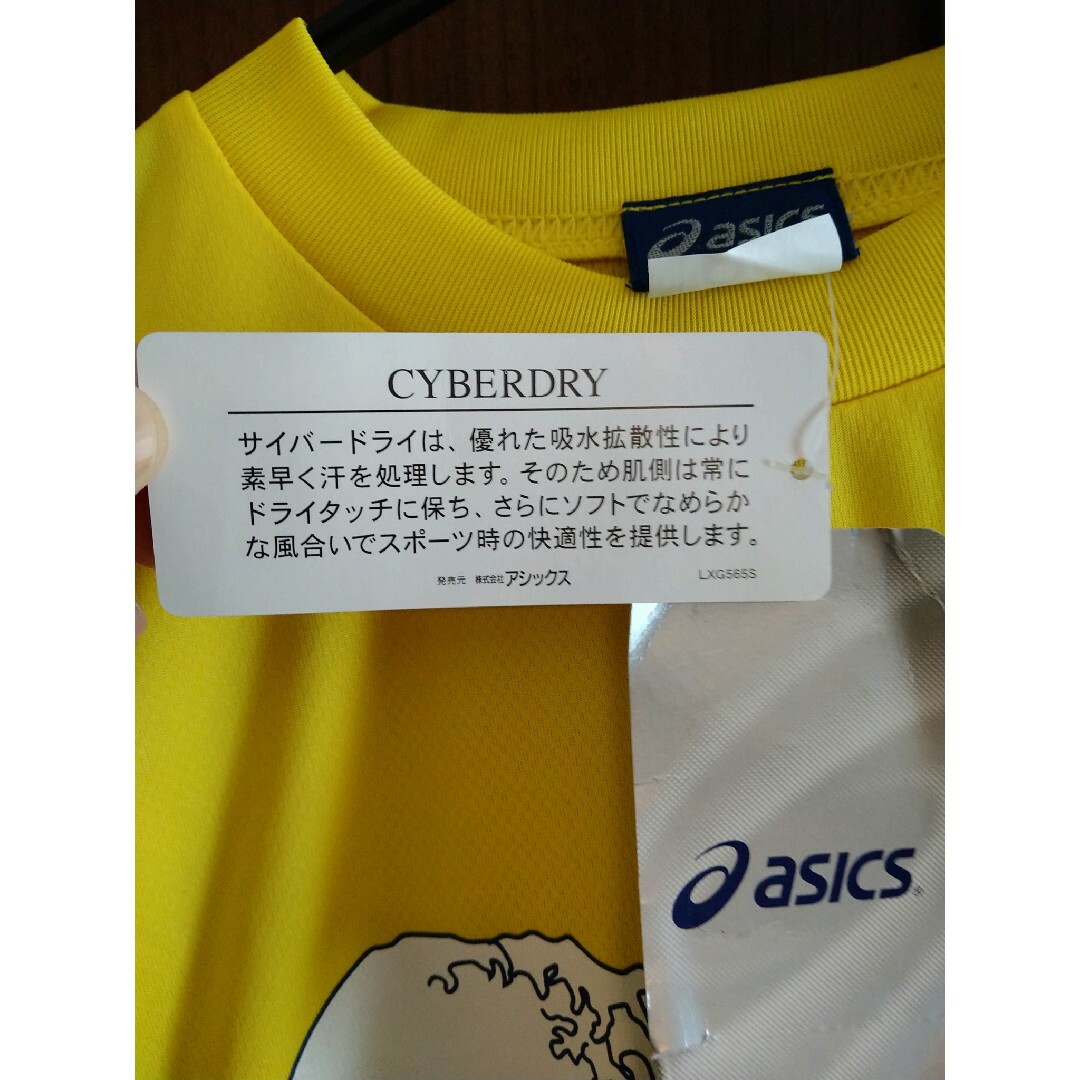 asics
CYBERDRY
サイバードライは、優れた吸水拡散性により
素早く汗を処理します。そのため肌側は常に
ドライタッチに保ち、さらにソフトでなめらか
な風合いでスポーツ時の快適性を提供します。
発売元 株式会社アシックス LXG565S
asics